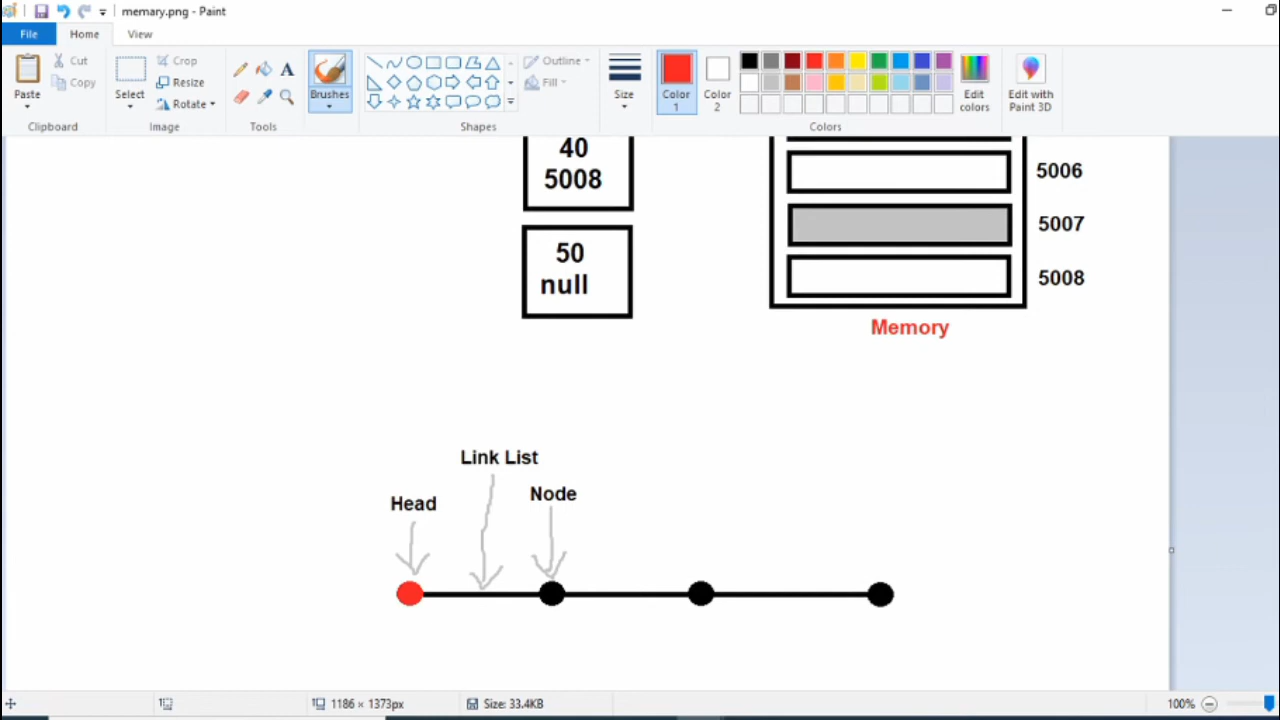 memary.png - Paint
File Home View
Paste
Cut
Copy
Clipboard
Select
Crop
Resize
Rotate
Image
A
Tools
Brushes
Shapes
Outline
Fill
Size
Color 1
Color 2
Colors
Edit colors
Edit with Paint 3D
40
5008
50
null
5006
5007
5008
Memory
Link List
Head
Node
1186 × 1373px
Size: 33.4KB
100%